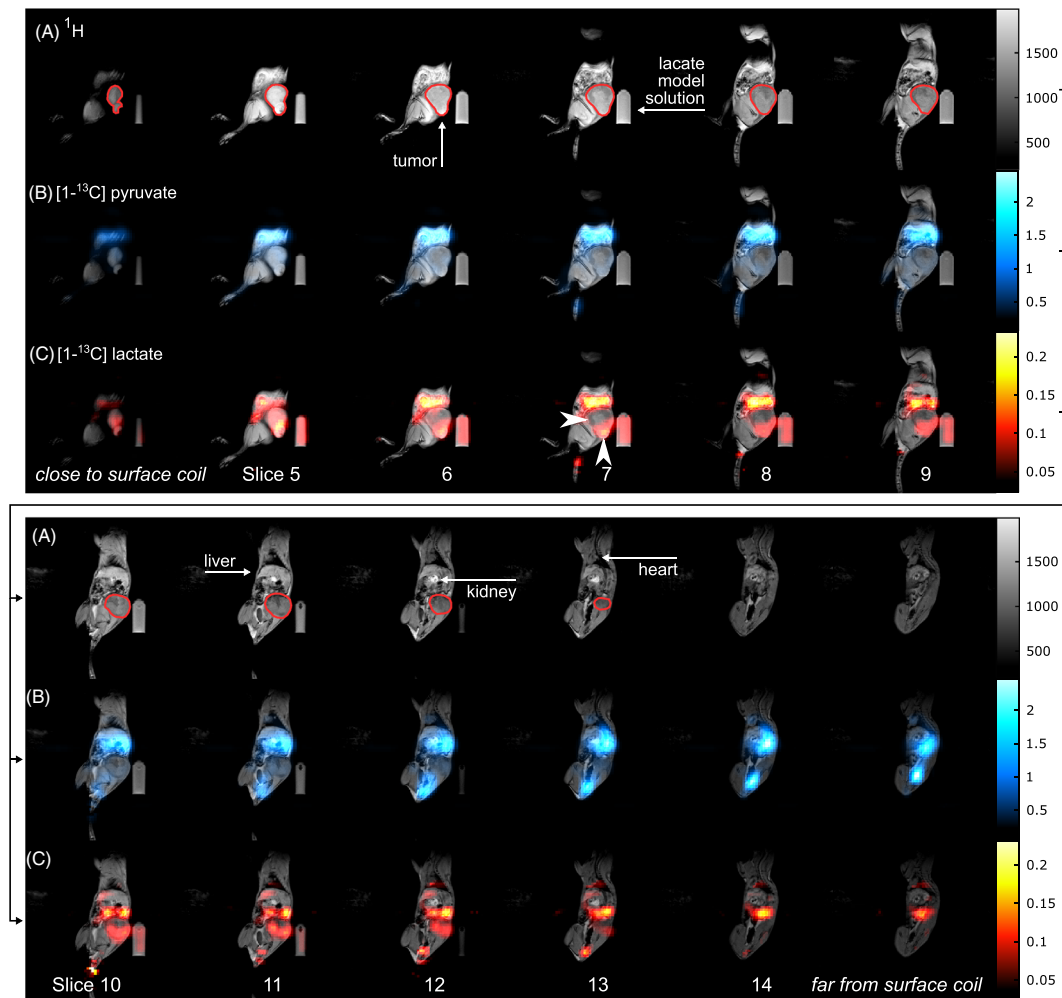 (A) ¹H
1500
lacate
model
solution
1000
500
tumor
(B) [1-¹³C] pyruvate
2
1.5
1
0.5
(C) [1-¹³C] lactate
0.2
0.15
0.1
0.05
close to surface coil
Slice 5
6
7
8
9
(A)
liver
kidney
heart
1500
1000
500
(B)
2
1.5
1
0.5
(C)
0.2
0.15
0.1
0.05
Slice 10
11
12
13
14
far from surface coil